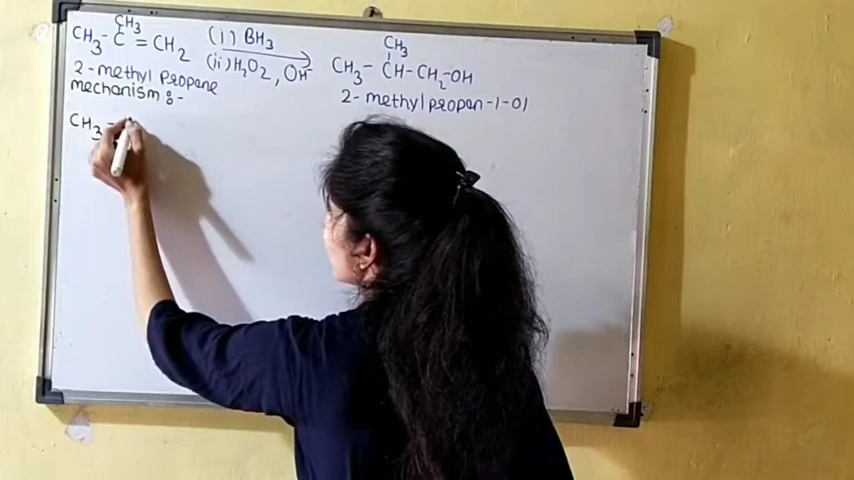 CH3
CH3-C=CH2 (i) BH3
(ii) H2O2, OH-
2-methyl Propane
CH3
CH3-CH-CH2-OH
2-methyl propan-1-ol
mechanism :-
CH3-